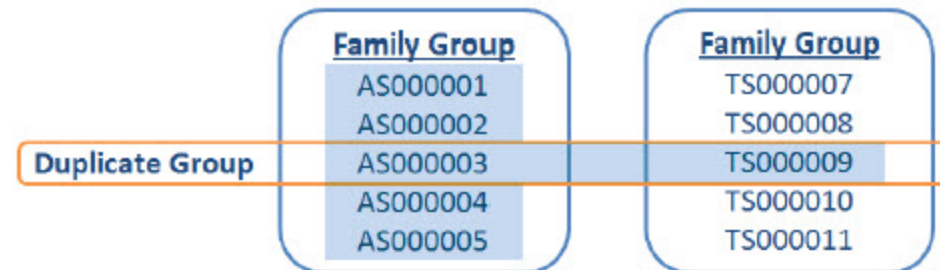 Family Group
AS000001
AS000002
AS000003
AS000004
AS000005
Family Group
TS000007
TS000008
TS000009
TS000010
TS000011
Duplicate Group